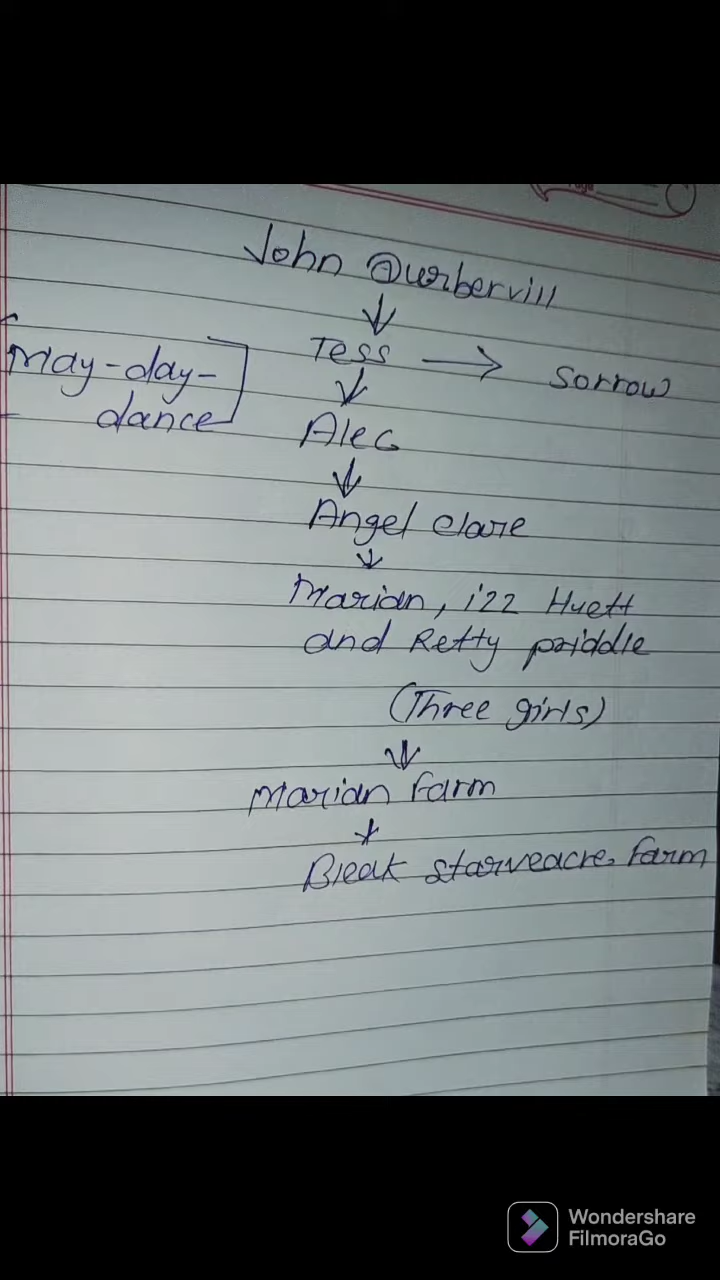 John Durbervill
↓
Tess → Sorrow
May-day-
dance
↓
Alec
↓
Angel Clare
↓
Marian, i'zz Huett
and Retty priddle
(Three girls)
↓
Marian Farm
↓
Bleak starveacre. Farm
Wondershare
FilmoraGo